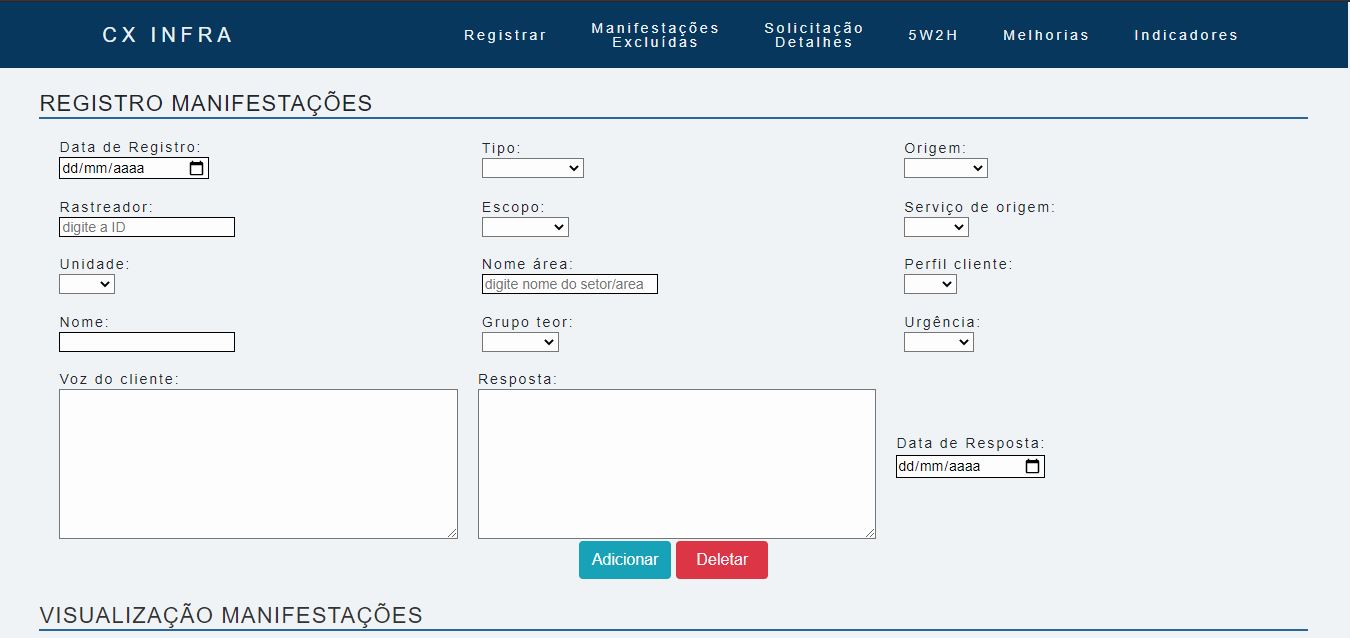 CX INFRA
Registrar
Manifestações
Excluídas
Solicitação
Detalhes
5W2H
Melhorias
Indicadores
REGISTRO MANIFESTAÇÕES
Data de Registro:
Tipo:
Origem:
dd/mm/aaaa
Rastreador:
Escopo:
Serviço de origem:
digite a ID
Unidade:
Nome área:
Perfil cliente:
digite nome do setor/area
Nome:
Grupo teor:
Urgência:
Voz do cliente:
Resposta:
Data de Resposta:
dd/mm/aaaa
Adicionar
Deletar
VISUALIZAÇÃO MANIFESTAÇÕES